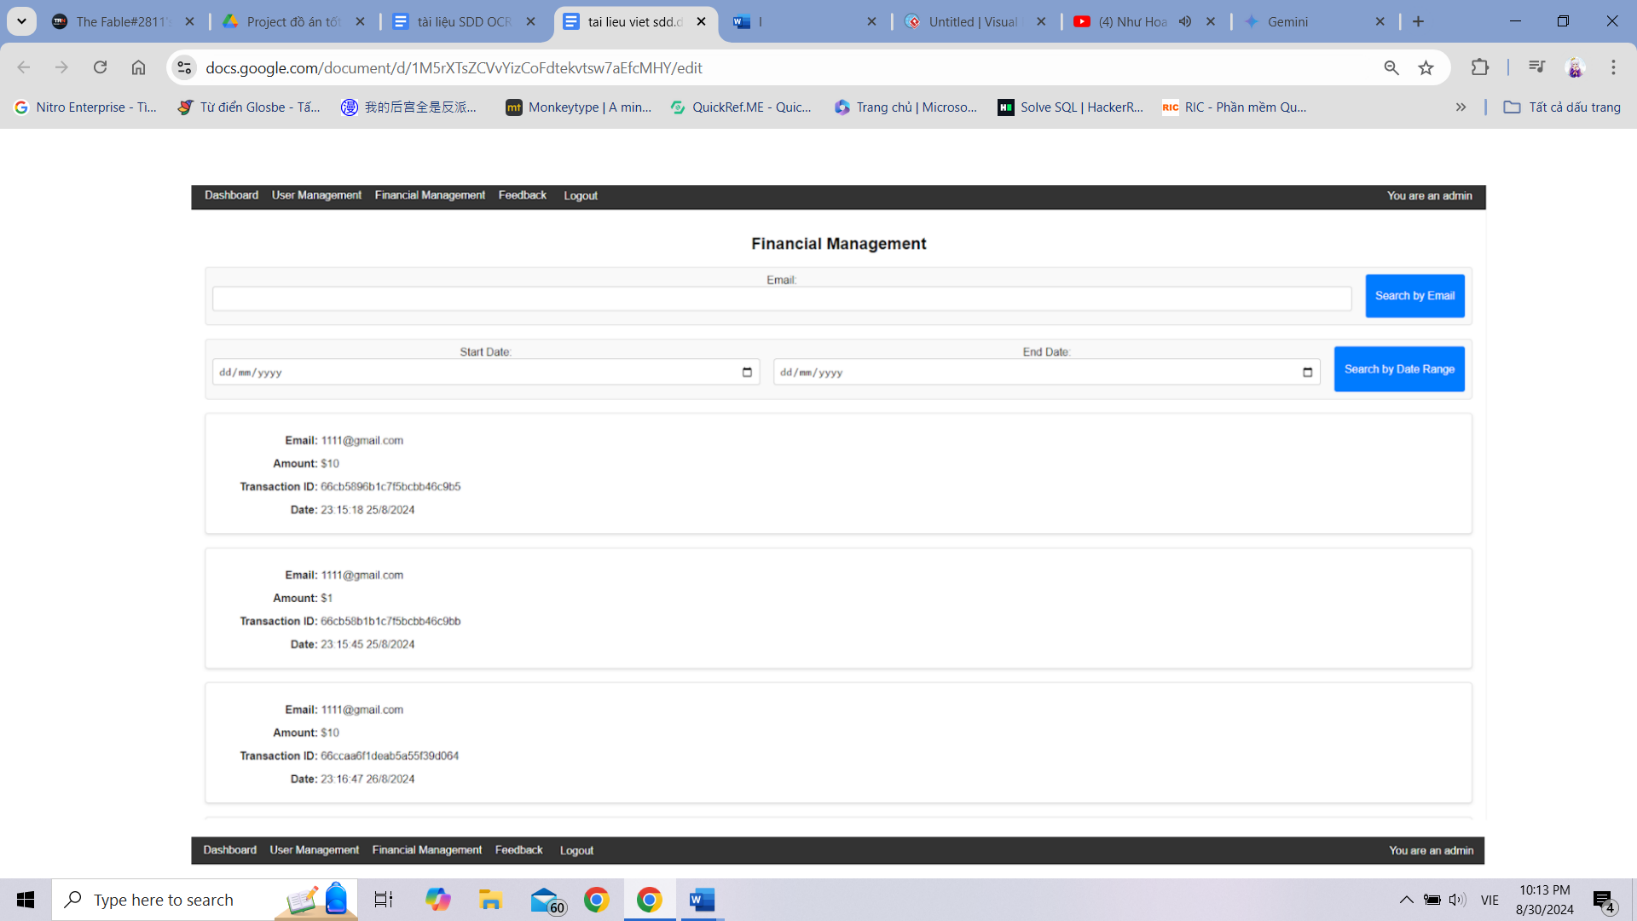 The Fable#2811
Project đồ án tốt
tài liệu SDD OCR
tai lieu viet sdd.d
I
Untitled | Visual
(4) Như Hoa
Gemini
docs.google.com/document/d/1M5rXTsZCVvYizCoFdtekvtsw7aEfcMHY/edit
Nitro Enterprise - Ti...
Từ điển Glosbe - Tấ...
我的后宫全是反派...
Monkeytype | A min...
QuickRef.ME - Quic...
Trang chủ | Microso...
Solve SQL | HackerR...
RIC - Phần mềm Qu...
Tất cả dấu trang
Dashboard User Management Financial Management Feedback Logout You are an admin
Financial Management
Email:
Search by Email
Start Date: End Date:
dd/mm/yyyy dd/mm/yyyy
Search by Date Range
Email: 1111@gmail.com
Amount: $10
Transaction ID: 66cb5896b1c7f5bcbb46c9b5
Date: 23:15:18 25/8/2024
Email: 1111@gmail.com
Amount: $1
Transaction ID: 66cb58b1b1c7f5bcbb46c9bb
Date: 23:15:45 25/8/2024
Email: 1111@gmail.com
Amount: $10
Transaction ID: 66ccaa6f1deab5a55f39d064
Date: 23:16:47 26/8/2024
Dashboard User Management Financial Management Feedback Logout You are an admin
Type here to search
60
VIE
10:13 PM
8/30/2024
4